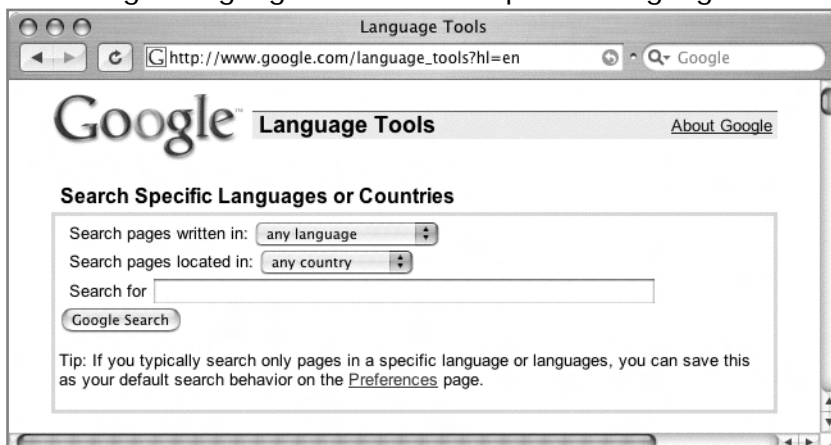 Language Tools
http://www.google.com/language_tools?hl=en
Google
Google™ Language Tools About Google
Search Specific Languages or Countries
Search pages written in: any language
Search pages located in: any country
Search for
Google Search
Tip: If you typically search only pages in a specific language or languages, you can save this
as your default search behavior on the Preferences page.